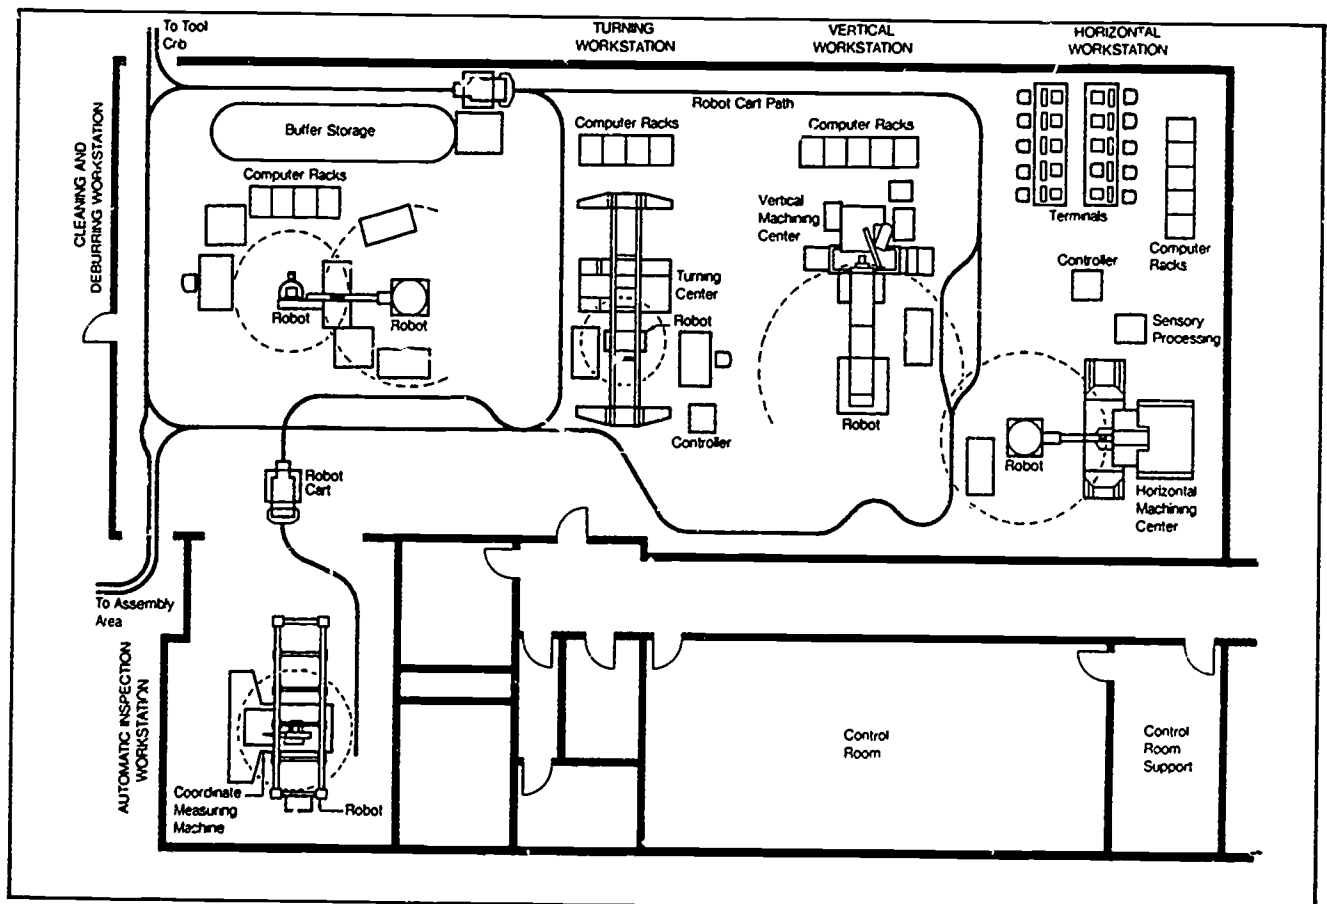 To Tool
Crib
TURNING
WORKSTATION
VERTICAL
WORKSTATION
HORIZONTAL
WORKSTATION
Robot Cart Path
Buffer Storage
Computer Racks
Computer Racks
CLEANING AND
DEBURRING WORKSTATION
Computer Racks
Vertical
Machining
Center
Terminals
Computer
Racks
Controller
Turning
Center
Robot
Robot
Robot
Sensory
Processing
Robot
Controller
Robot
Horizontal
Machining
Center
Robot
Cart
To Assembly
Area
AUTOMATIC INSPECTION
WORKSTATION
Coordinate
Measuring
Machine
Robot
Control
Room
Control
Room
Support